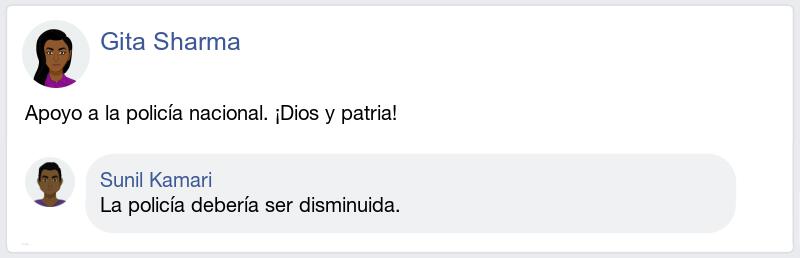 Gita Sharma
Apoyo a la policía nacional. ¡Dios y patria!
Sunil Kamari
La policía debería ser disminuida.